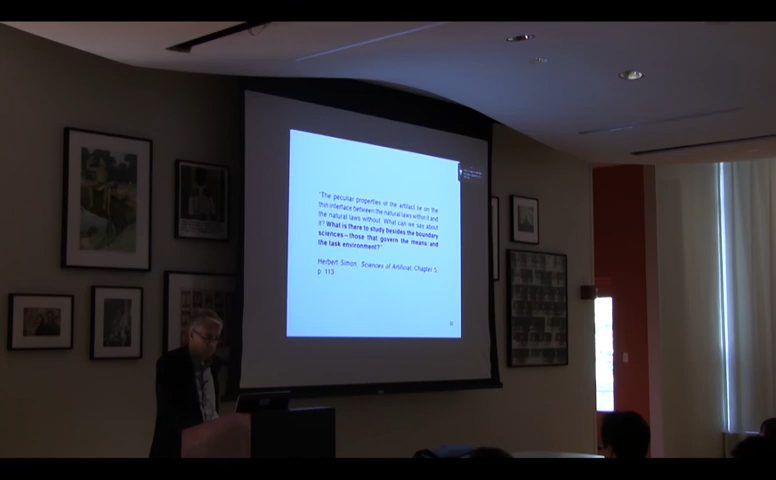 "The peculiar properties of the artifact lie on the
thin interface between the natural laws within it and
the natural laws without. What can we say about
it? What is there to study besides the boundary
sciences – those that govern the means and
the task environment?"
Herbert Simon. Sciences of Artificial, Chapter 5,
p. 113